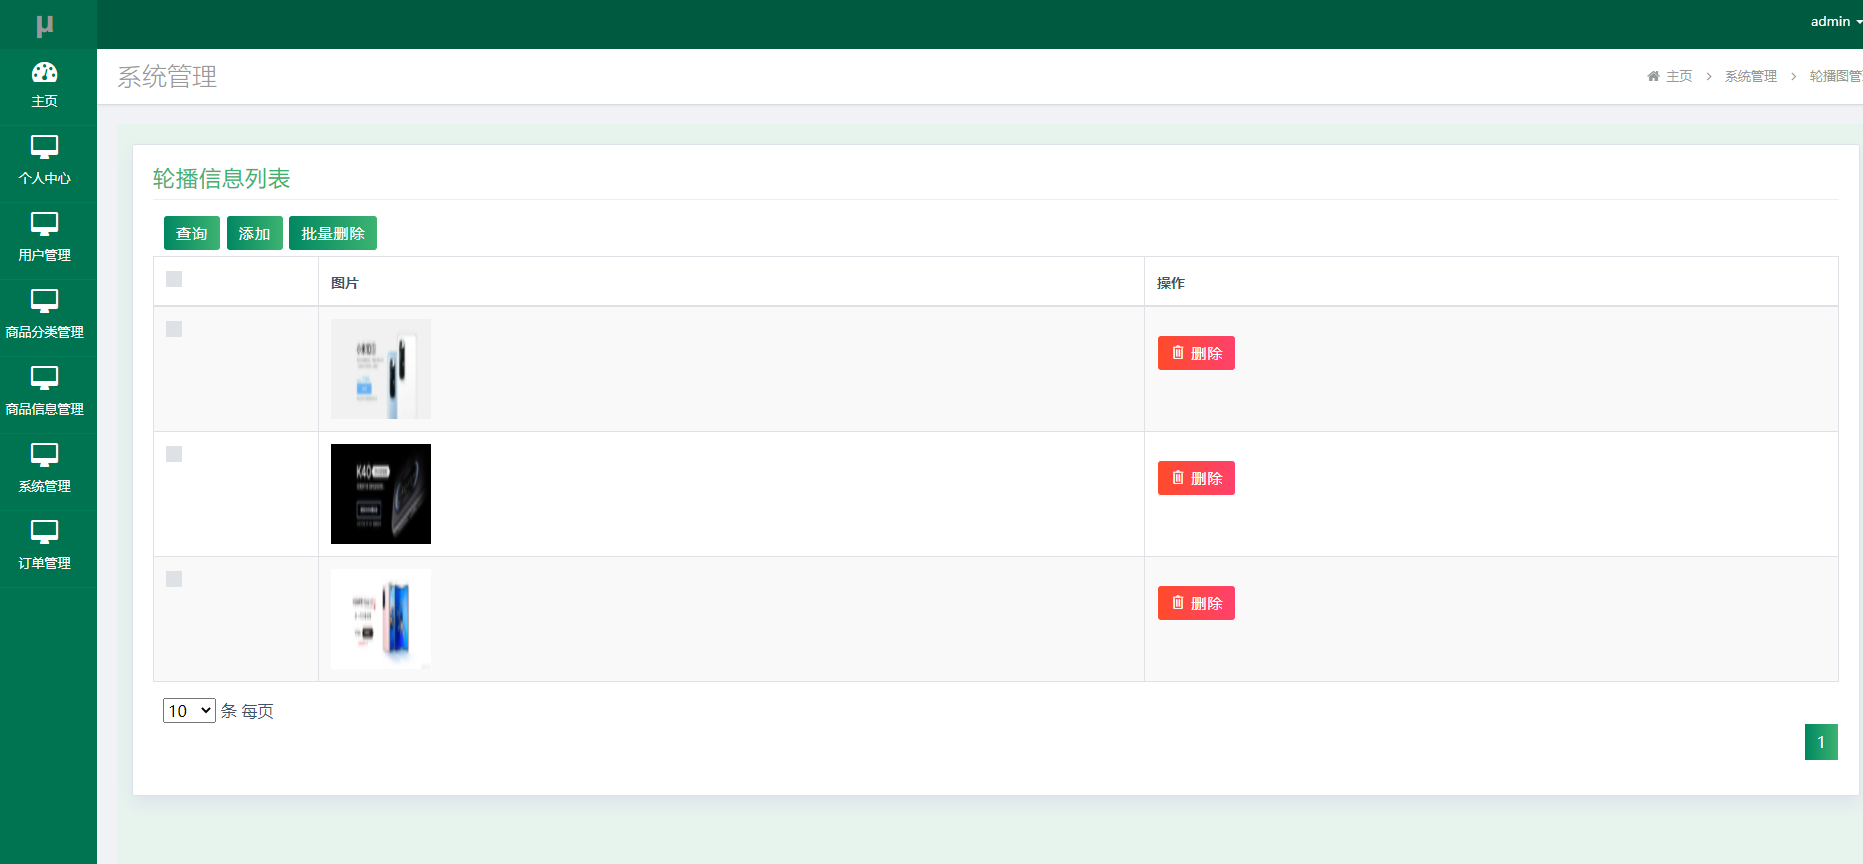 μ
admin
主页
个人中心
用户管理
商品分类管理
商品信息管理
系统管理
订单管理
系统管理
主页 › 系统管理 › 轮播图管
轮播信息列表
查询 添加 批量删除
图片 操作
删除
K40
删除
删除
10 条 每页
1